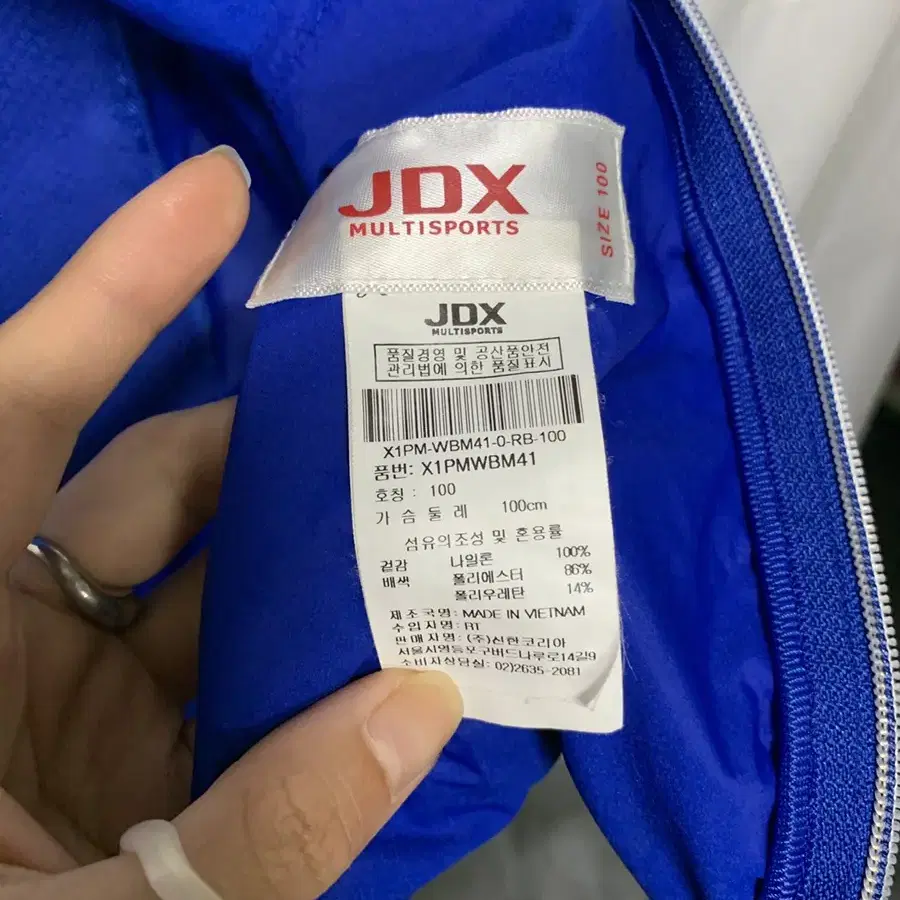 JDX
MULTISPORTS
SIZE 100
JDX
MULTISPORTS
품질경영 및 공산품안전
관리법에 의한 품질표시
X1PM-WBM41-0-RB-100
품번: X1PMWBM41
호칭 : 100
가슴둘레 100cm
섬유의조성 및 혼용률
겉감 나일론 100%
배색 폴리에스터 86%
폴리우레탄 14%
제조국명: MADE IN VIETNAM
수입자명: RT
판매자명: (주)신한코리아
서울시영등포구버드나루로14길9
소비자상담실: 02)2635-2081